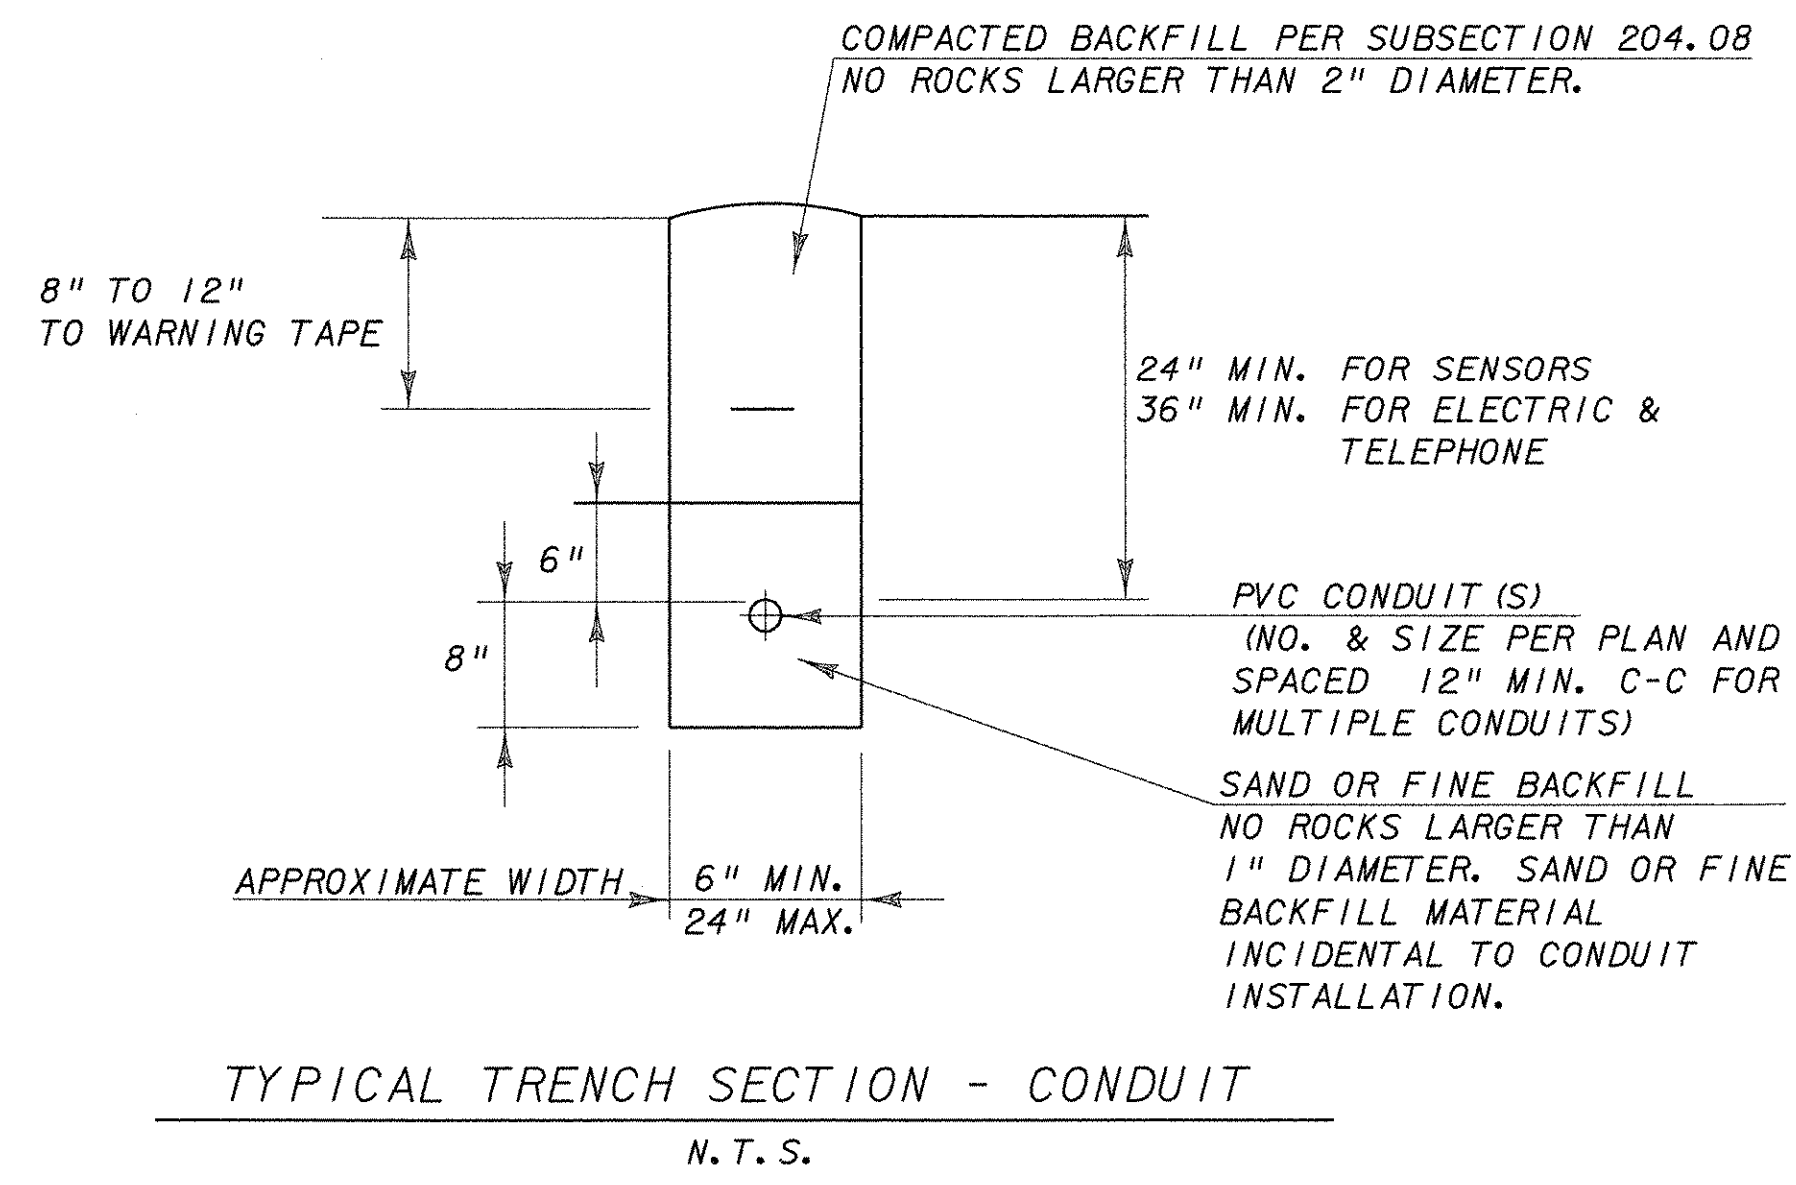 COMPACTED BACKFILL PER SUBSECTION 204.08
NO ROCKS LARGER THAN 2" DIAMETER.
8" TO 12"
TO WARNING TAPE
24" MIN. FOR SENSORS
36" MIN. FOR ELECTRIC &
TELEPHONE
6"
8"
PVC CONDUIT(S)
(NO. & SIZE PER PLAN AND
SPACED 12" MIN. C-C FOR
MULTIPLE CONDUITS)
SAND OR FINE BACKFILL
NO ROCKS LARGER THAN
1" DIAMETER. SAND OR FINE
BACKFILL MATERIAL
INCIDENTAL TO CONDUIT
INSTALLATION.
APPROXIMATE WIDTH
6" MIN.
24" MAX.
TYPICAL TRENCH SECTION - CONDUIT
N.T.S.